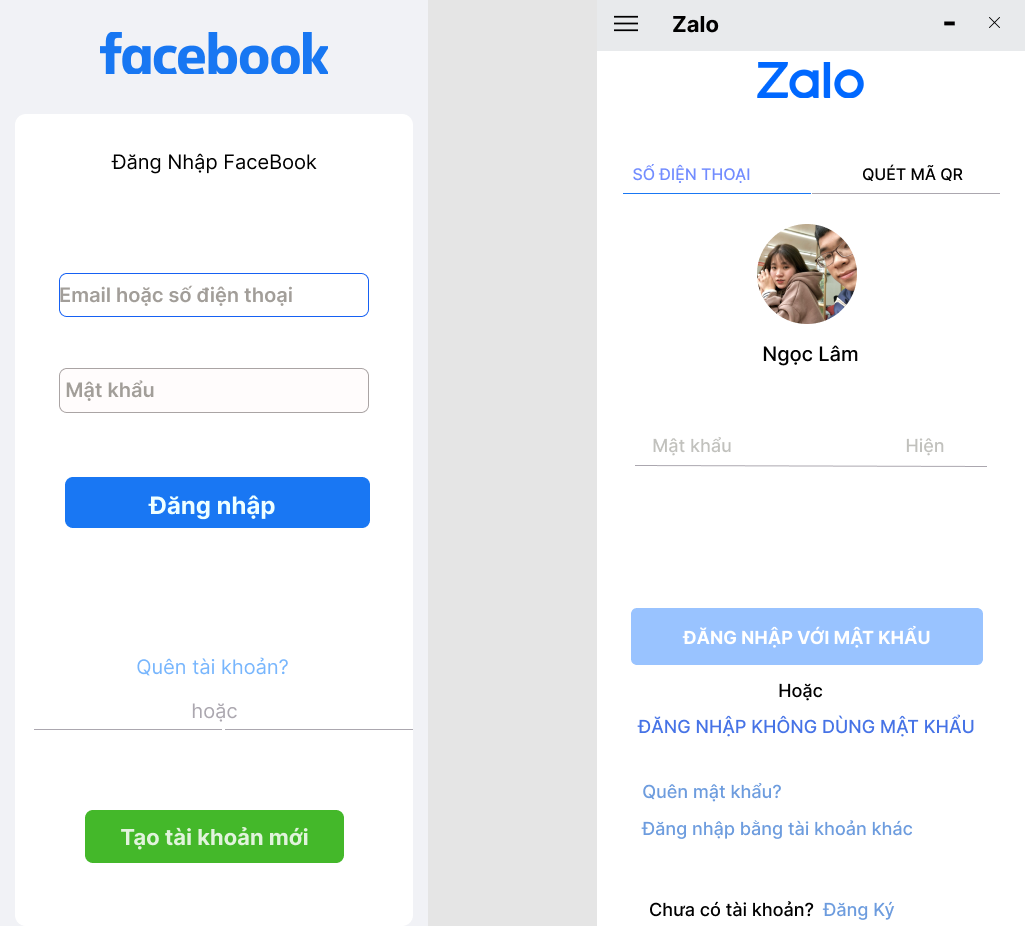 facebook
Đăng Nhập FaceBook
Email hoặc số điện thoại
Mật khẩu
Đăng nhập
Quên tài khoản?
hoặc
Tạo tài khoản mới
Zalo
Zalo
SỐ ĐIỆN THOẠI QUÉT MÃ QR
Ngọc Lâm
Mật khẩu Hiện
ĐĂNG NHẬP VỚI MẬT KHẨU
Hoặc
ĐĂNG NHẬP KHÔNG DÙNG MẬT KHẨU
Quên mật khẩu?
Đăng nhập bằng tài khoản khác
Chưa có tài khoản? Đăng Ký